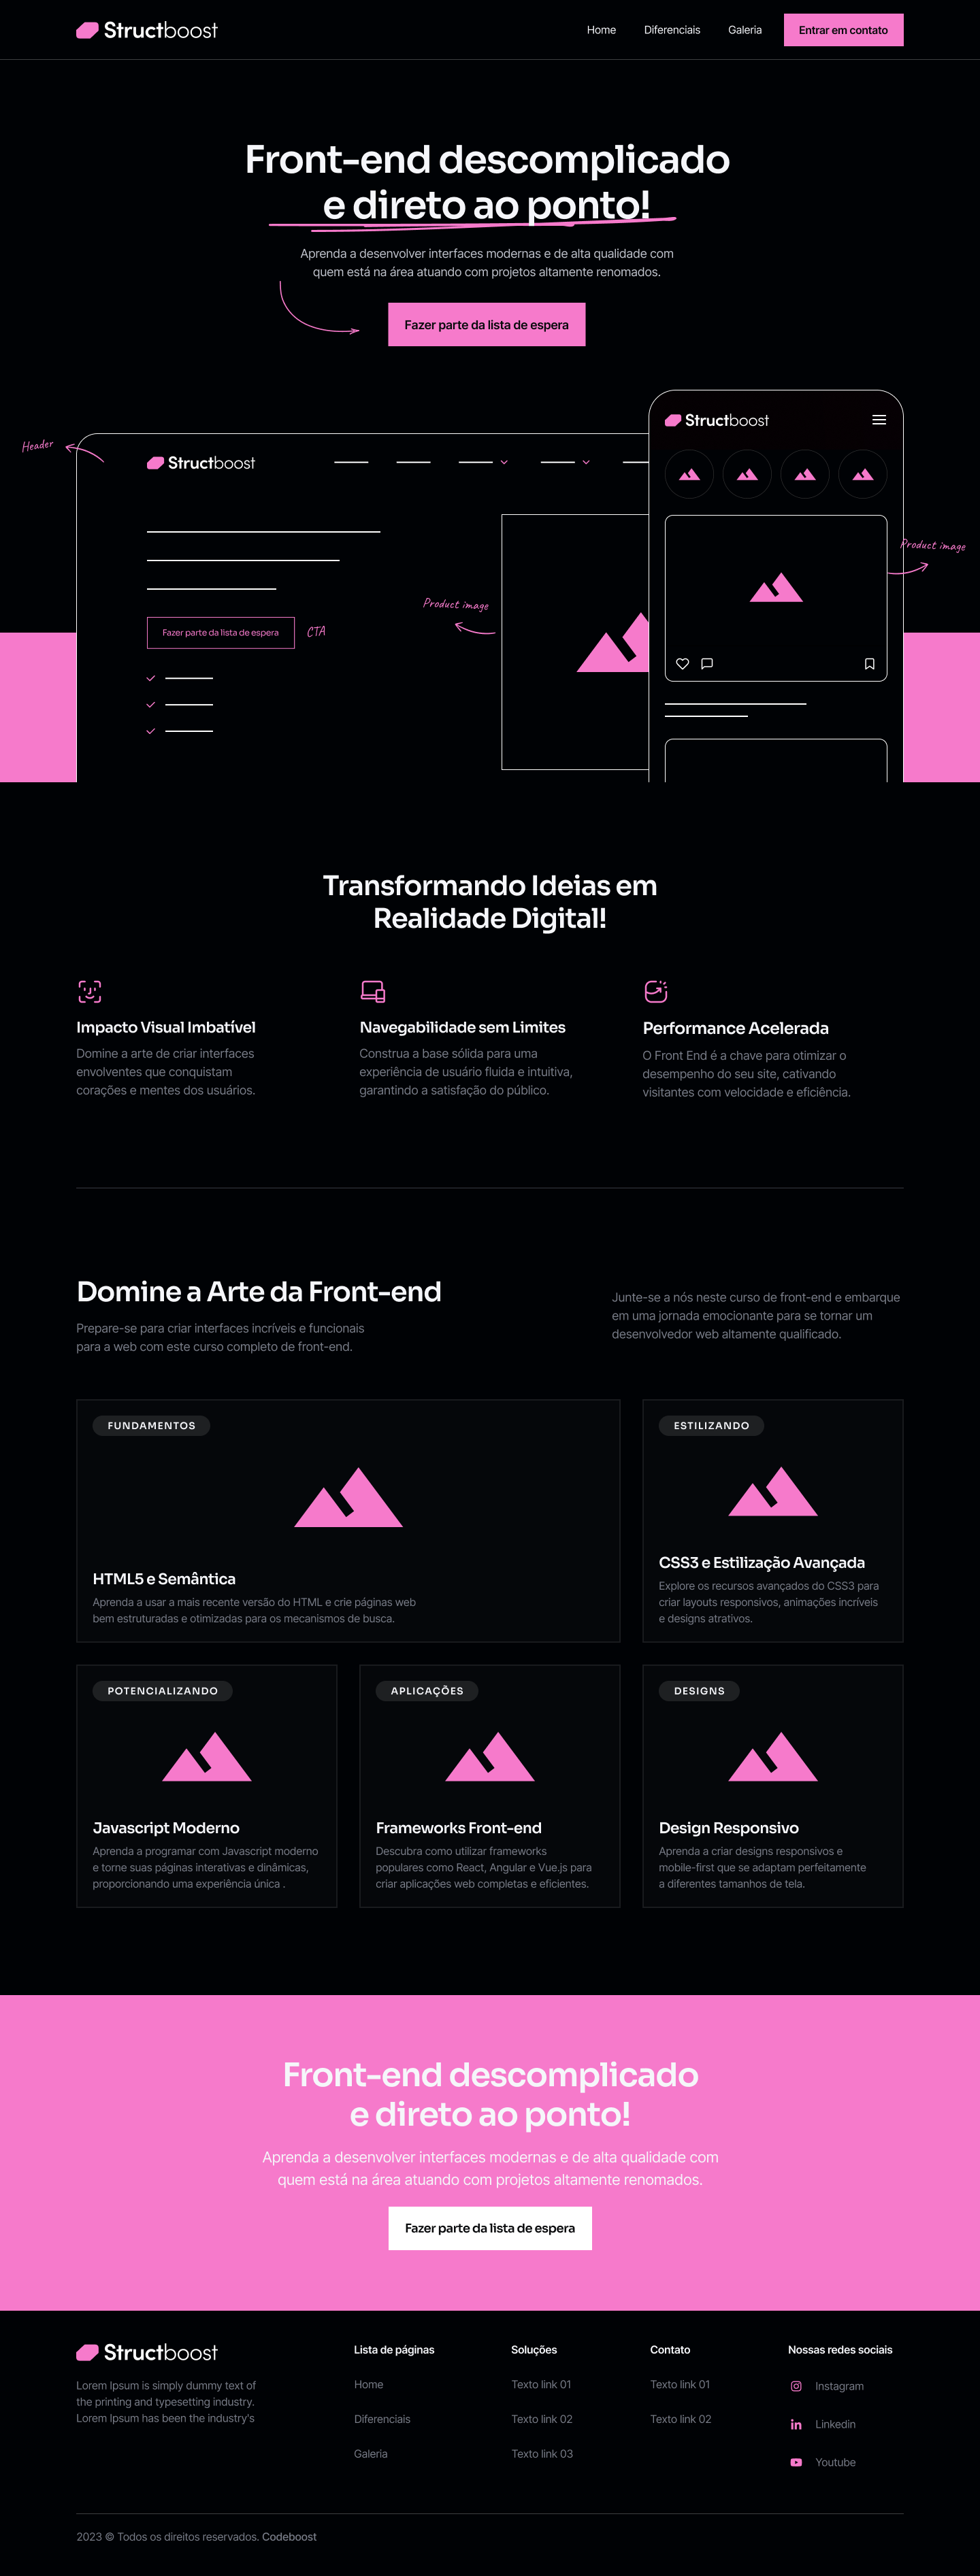 Structboost
Home
Diferenciais
Galeria
Entrar em contato
Front-end descomplicado
e direto ao ponto!
Aprenda a desenvolver interfaces modernas e de alta qualidade com
quem está na área atuando com projetos altamente renomados.
Fazer parte da lista de espera
Header
Structboost
Fazer parte da lista de espera
CTA
Product image
Structboost
Product image
Transformando Ideias em
Realidade Digital!
Impacto Visual Imbatível
Domine a arte de criar interfaces
envolventes que conquistam
corações e mentes dos usuários.
Navegabilidade sem Limites
Construa a base sólida para uma
experiência de usuário fluida e intuitiva,
garantindo a satisfação do público.
Performance Acelerada
O Front End é a chave para otimizar o
desempenho do seu site, cativando
visitantes com velocidade e eficiência.
Domine a Arte da Front-end
Prepare-se para criar interfaces incríveis e funcionais
para a web com este curso completo de front-end.
Junte-se a nós neste curso de front-end e embarque
em uma jornada emocionante para se tornar um
desenvolvedor web altamente qualificado.
FUNDAMENTOS
HTML5 e Semântica
Aprenda a usar a mais recente versão do HTML e crie páginas web
bem estruturadas e otimizadas para os mecanismos de busca.
ESTILIZANDO
CSS3 e Estilização Avançada
Explore os recursos avançados do CSS3 para
criar layouts responsivos, animações incríveis
e designs atrativos.
POTENCIALIZANDO
Javascript Moderno
Aprenda a programar com Javascript moderno
e torne suas páginas interativas e dinâmicas,
proporcionando uma experiência única .
APLICAÇÕES
Frameworks Front-end
Descubra como utilizar frameworks
populares como React, Angular e Vue.js para
criar aplicações web completas e eficientes.
DESIGNS
Design Responsivo
Aprenda a criar designs responsivos e
mobile-first que se adaptam perfeitamente
a diferentes tamanhos de tela.
Front-end descomplicado
e direto ao ponto!
Aprenda a desenvolver interfaces modernas e de alta qualidade com
quem está na área atuando com projetos altamente renomados.
Fazer parte da lista de espera
Structboost
Lorem Ipsum is simply dummy text of
the printing and typesetting industry.
Lorem Ipsum has been the industry's
Lista de páginas
Home
Diferenciais
Galeria
Soluções
Texto link 01
Texto link 02
Texto link 03
Contato
Texto link 01
Texto link 02
Nossas redes sociais
Instagram
Linkedin
Youtube
2023 © Todos os direitos reservados. Codeboost